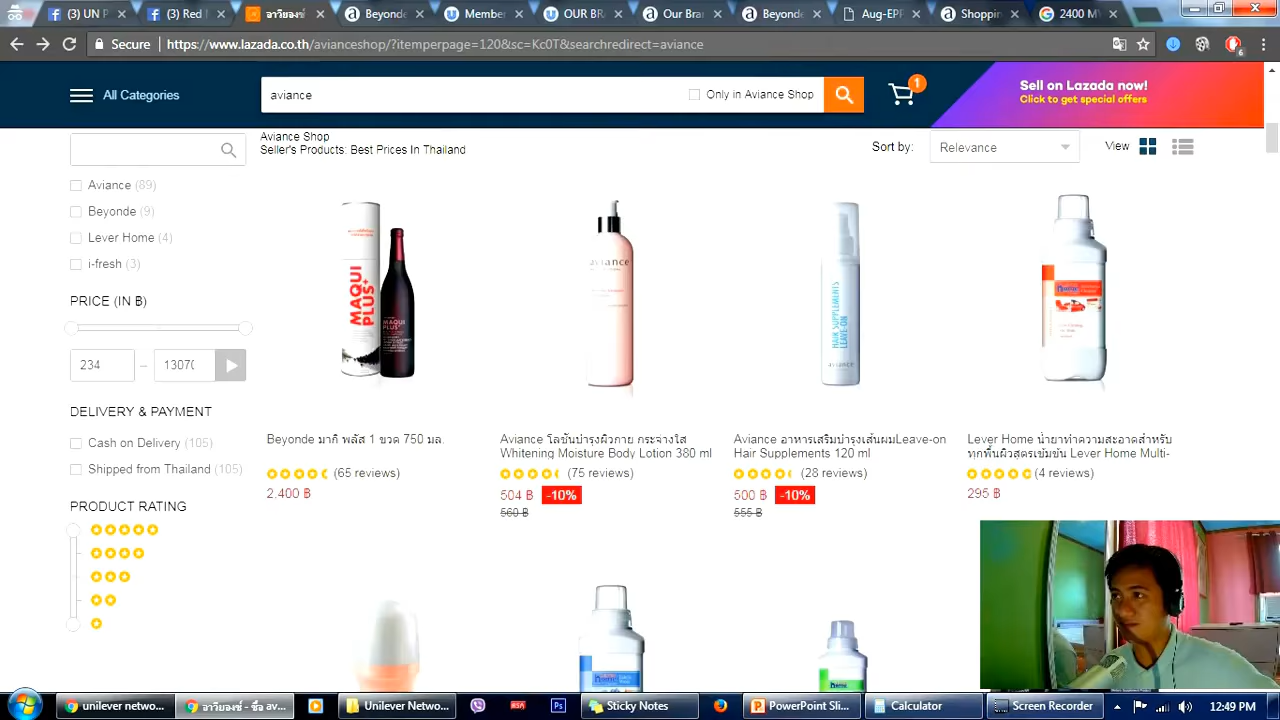 (3) UN P
(3) Red
อาวียองซ์
Beyonde
Member
OUR BR
Our Bran
Beyonde
Aug-EPF
Shoppin
2400 M
Secure
https://www.lazada.co.th/avianceshop/?itemperpage=120&sc=Kc0T&searchredirect=aviance
6
All Categories
aviance
Only in Aviance Shop
1
Sell on Lazada now!
Click to get special offers
Aviance Shop
Seller's Products: Best Prices In Thailand
Sort by:
Relevance
View
Aviance (89)
Beyonde (9)
Lever Home (4)
i-fresh (3)
PRICE (IN ฿)
234
–
1307
DELIVERY & PAYMENT
Cash on Delivery (105)
Shipped from Thailand (105)
PRODUCT RATING
MAQUI PLUS+
MAQUI
PLUS+
aviance
HAIR SUPPLEMENTS
LEAVE-ON
aviance
Beyonde มากิ พลัส 1 ขวด 750 มล.
(65 reviews)
2,400 ฿
Aviance โลชั่นบำรุงผิวกาย กระจ่างใส
Whitening Moisture Body Lotion 380 ml
(75 reviews)
504 ฿ -10%
560 ฿
Aviance อาหารเสริมบำรุงเส้นผมLeave-on
Hair Supplements 120 ml
(28 reviews)
500 ฿ -10%
555 ฿
Lever Home น้ำยาทำความสะอาดสำหรับ
ทุกพื้นผิวสูตรเข้มข้น Lever Home Multi-
(4 reviews)
295 ฿
unilever netwo...
อาวียองซ์ - ซื้อ av...
Unilever Netwo...
Sticky Notes
PowerPoint Sli...
Calculator
Screen Recorder
12:49 PM